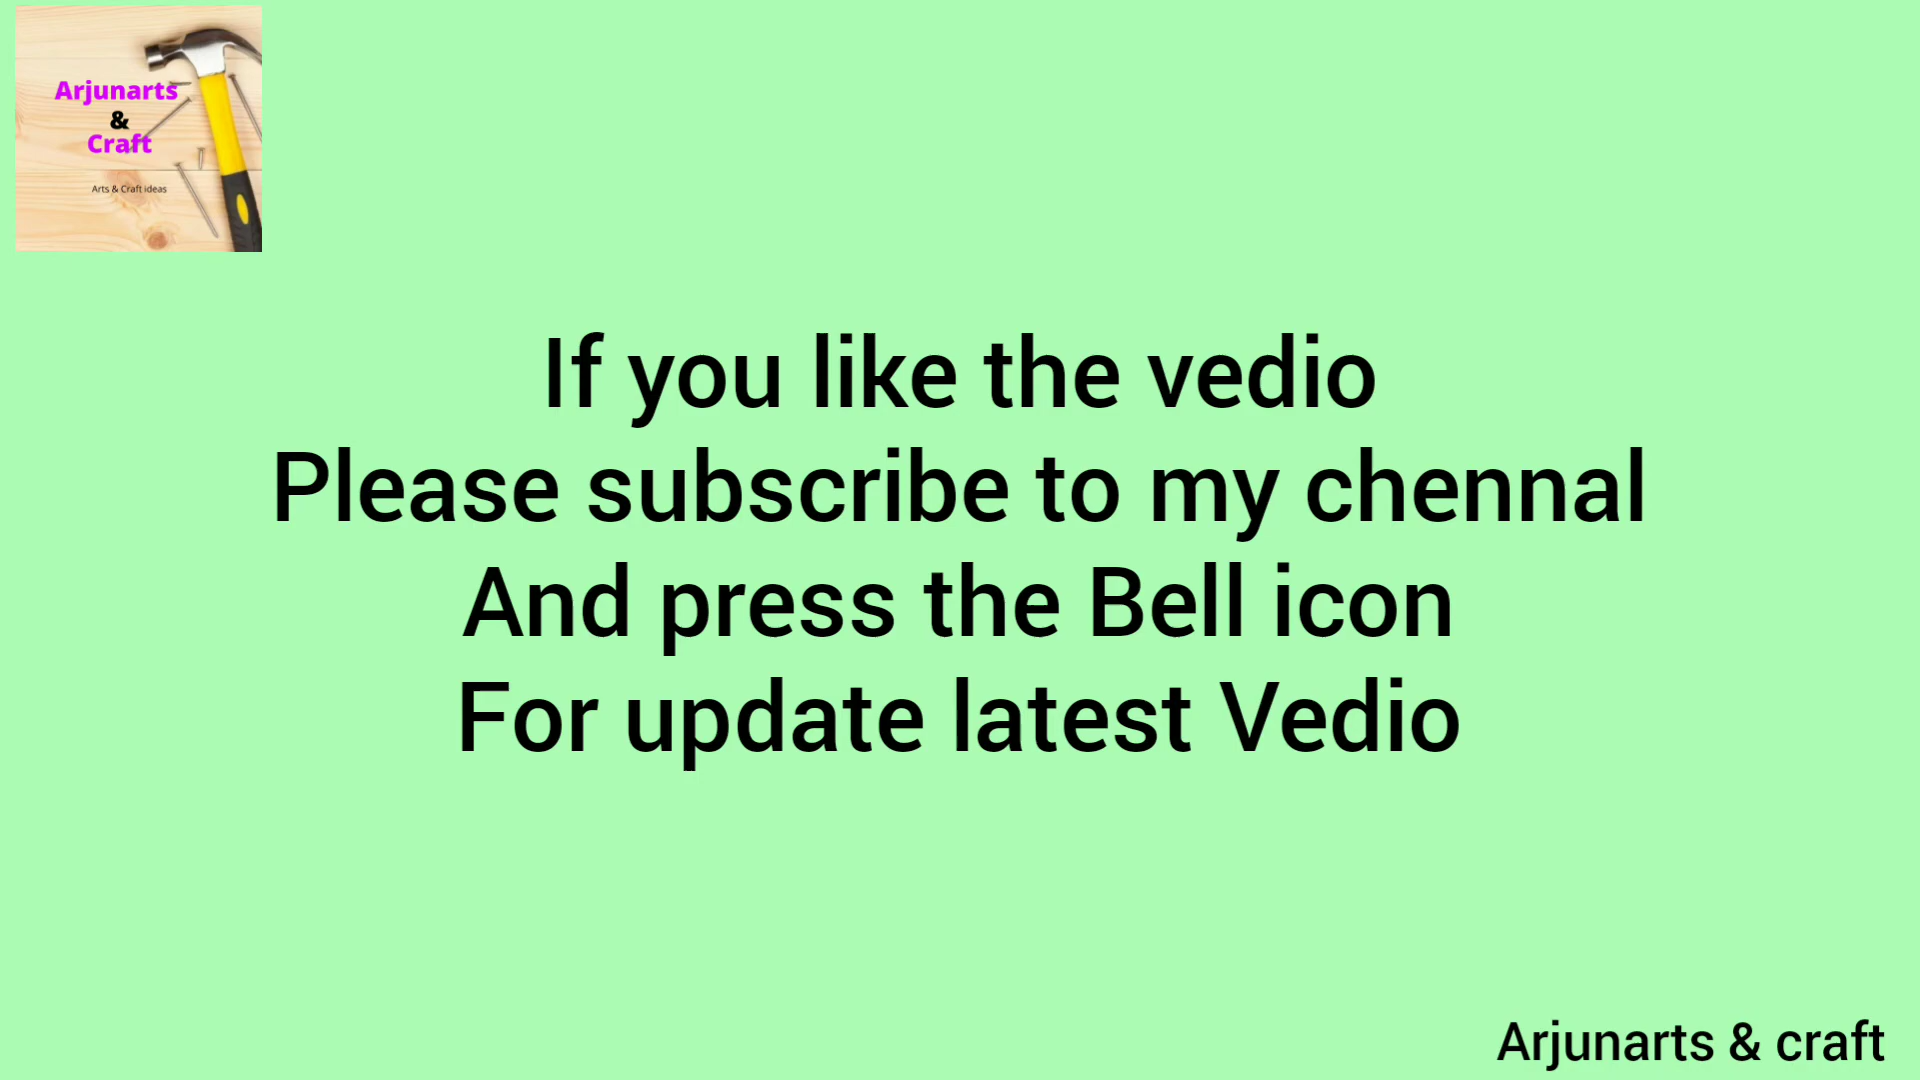 Arjunarts
&
Craft
Arts & Craft ideas
If you like the vedio
Please subscribe to my chennal
And press the Bell icon
For update latest Vedio
Arjunarts & craft